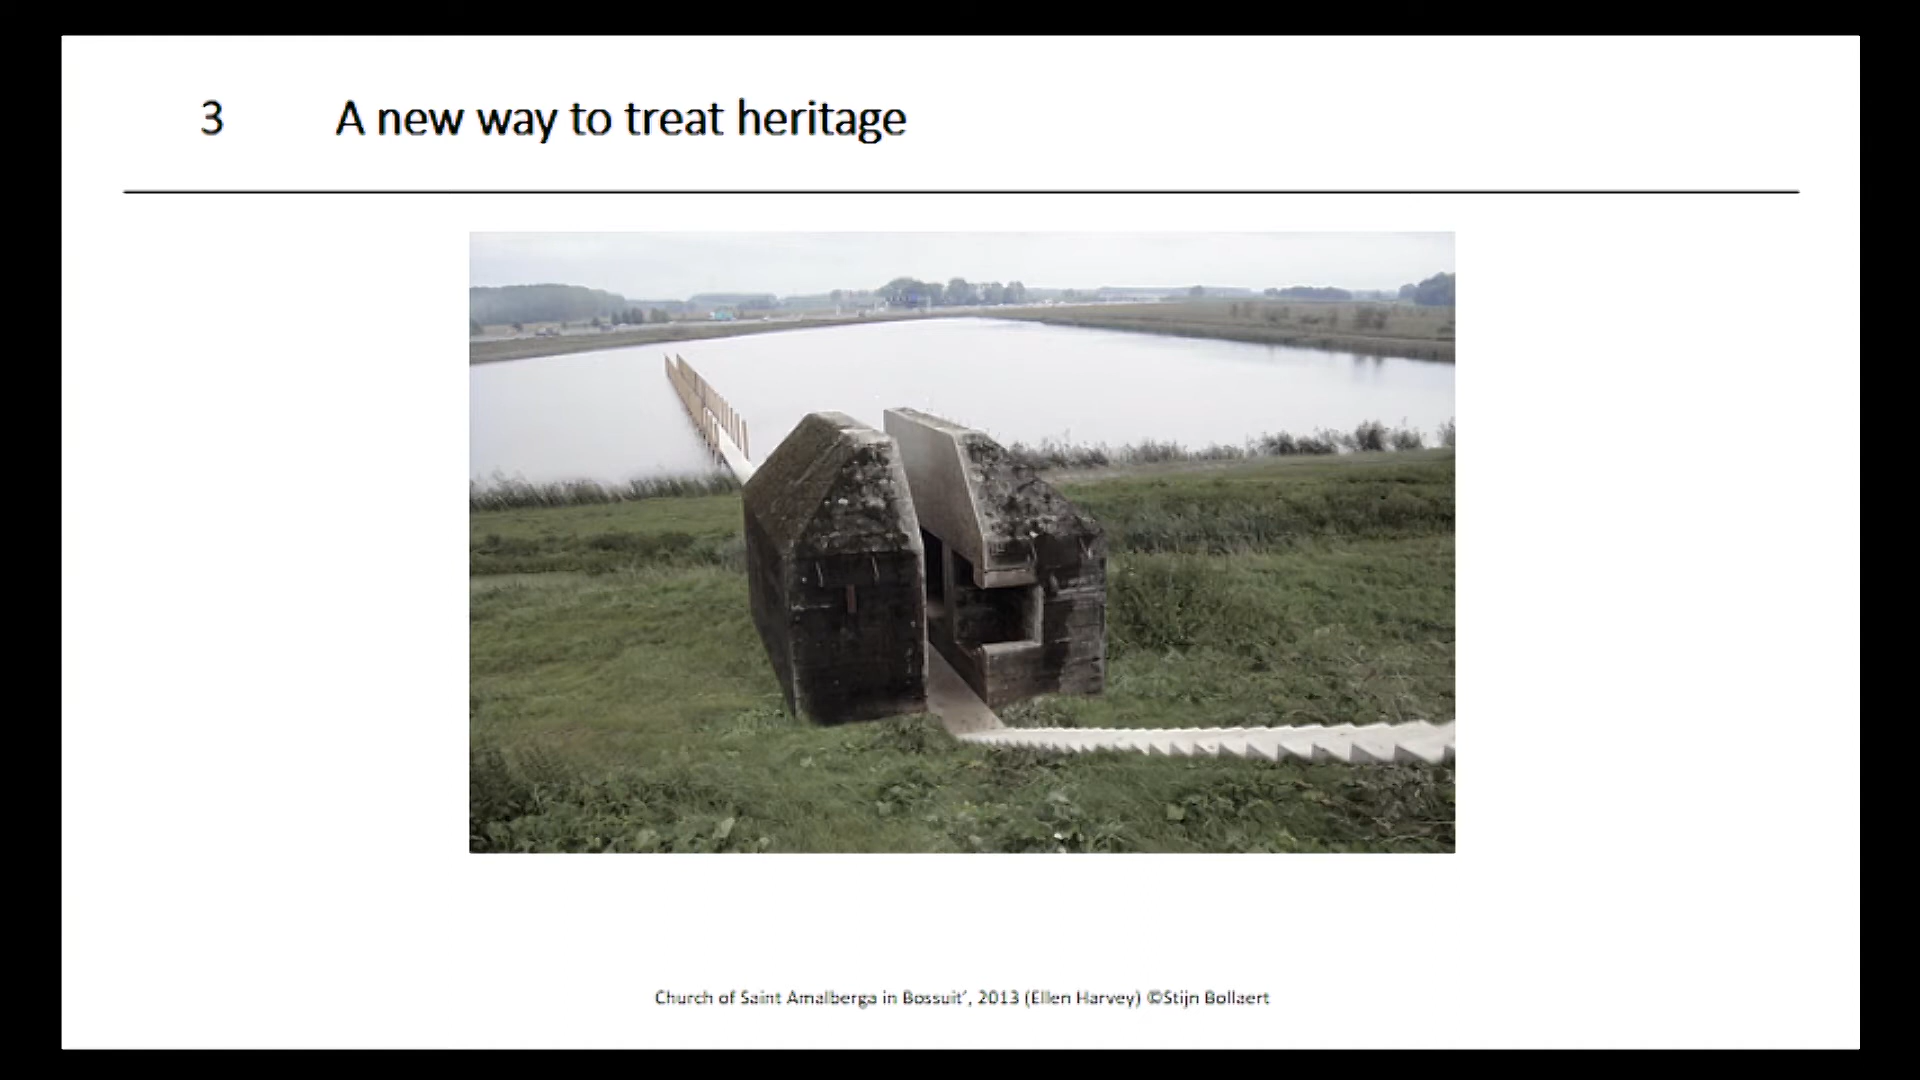 3 A new way to treat heritage
Church of Saint Amalberga in Bossuit’, 2013 (Ellen Harvey) ©Stijn Bollaert